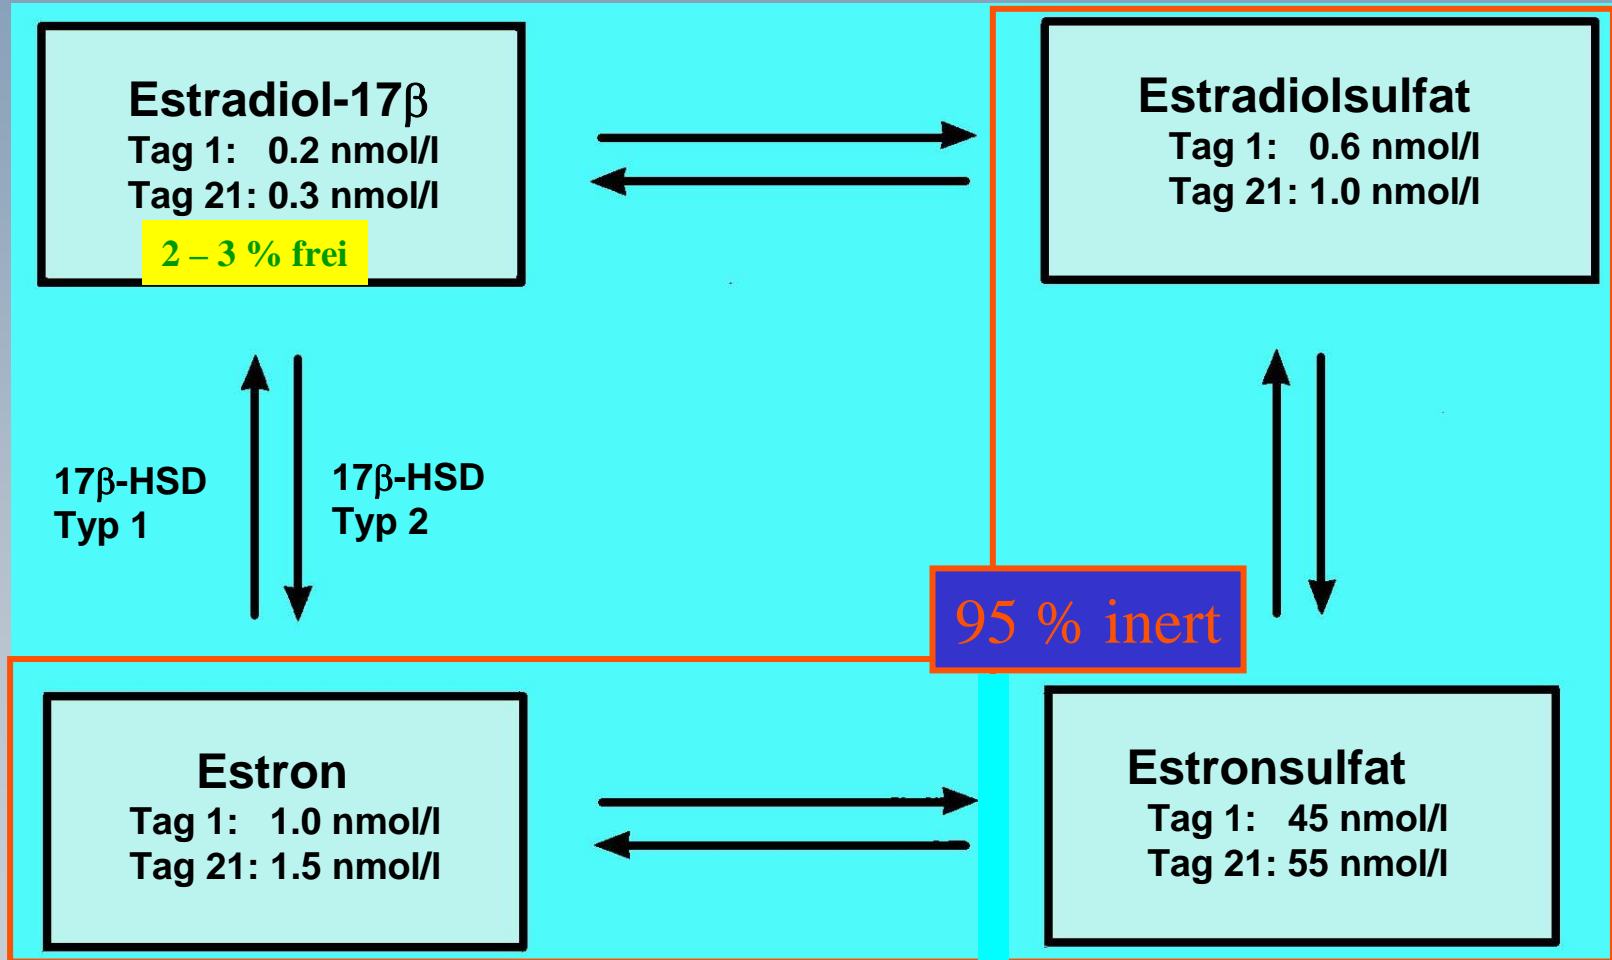 Estradiol-17β
Tag 1: 0.2 nmol/l
Tag 21: 0.3 nmol/l
2 – 3 % frei
Estradiolsulfat
Tag 1: 0.6 nmol/l
Tag 21: 1.0 nmol/l
17β-HSD
Typ 1
17β-HSD
Typ 2
95 % inert
Estron
Tag 1: 1.0 nmol/l
Tag 21: 1.5 nmol/l
Estronsulfat
Tag 1: 45 nmol/l
Tag 21: 55 nmol/l